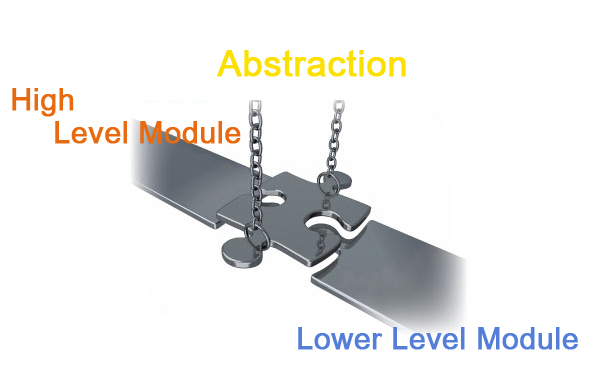 Abstraction
High
Level Module
Lower Level Module